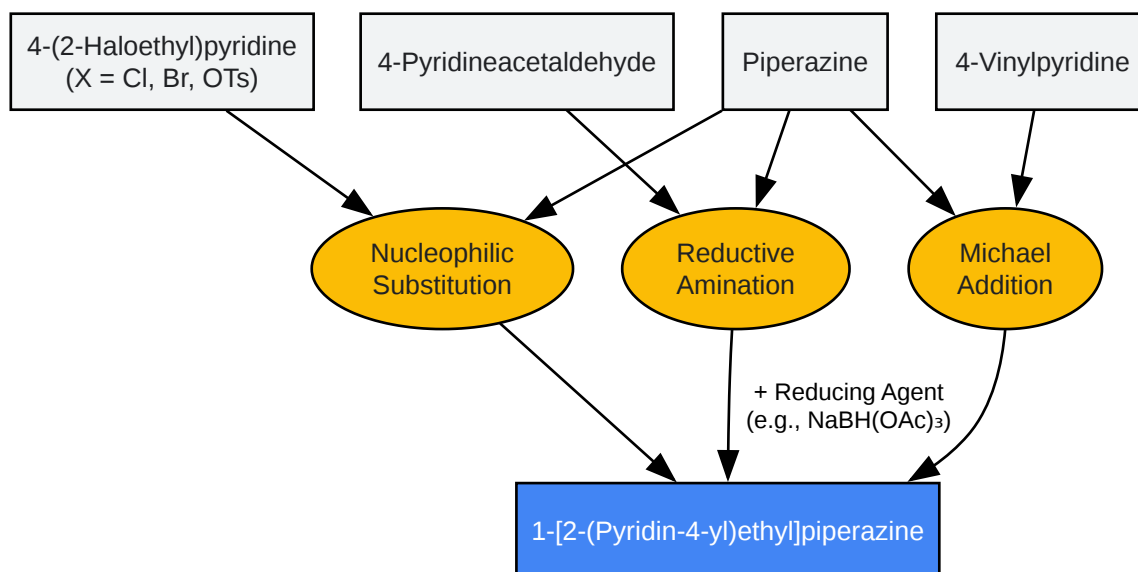 4-(2-Haloethyl)pyridine
(X = Cl, Br, OTs)
4-Pyridineacetaldehyde
Piperazine
4-Vinylpyridine
Nucleophilic
Substitution
Reductive
Amination
Michael
Addition
+ Reducing Agent
(e.g., NaBH(OAc)₃)
1-[2-(Pyridin-4-yl)ethyl]piperazine